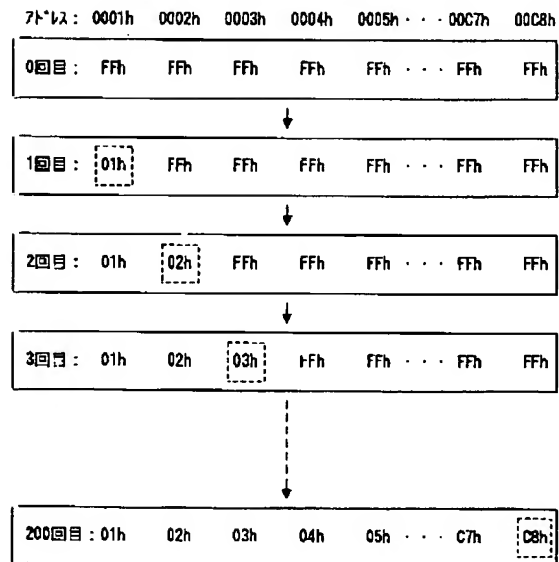 ｱﾄﾞﾚｽ： 0001h 0002h 0003h 0004h 0005h ・・・ 00C7h 00C8h
0回目： FFh FFh FFh FFh FFh ・・・ FFh FFh
1回目： 01h FFh FFh FFh FFh ・・・ FFh FFh
2回目： 01h 02h FFh FFh FFh ・・・ FFh FFh
3回目： 01h 02h 03h FFh FFh ・・・ FFh FFh
200回目：01h 02h 03h 04h 05h ・・・ C7h C8h